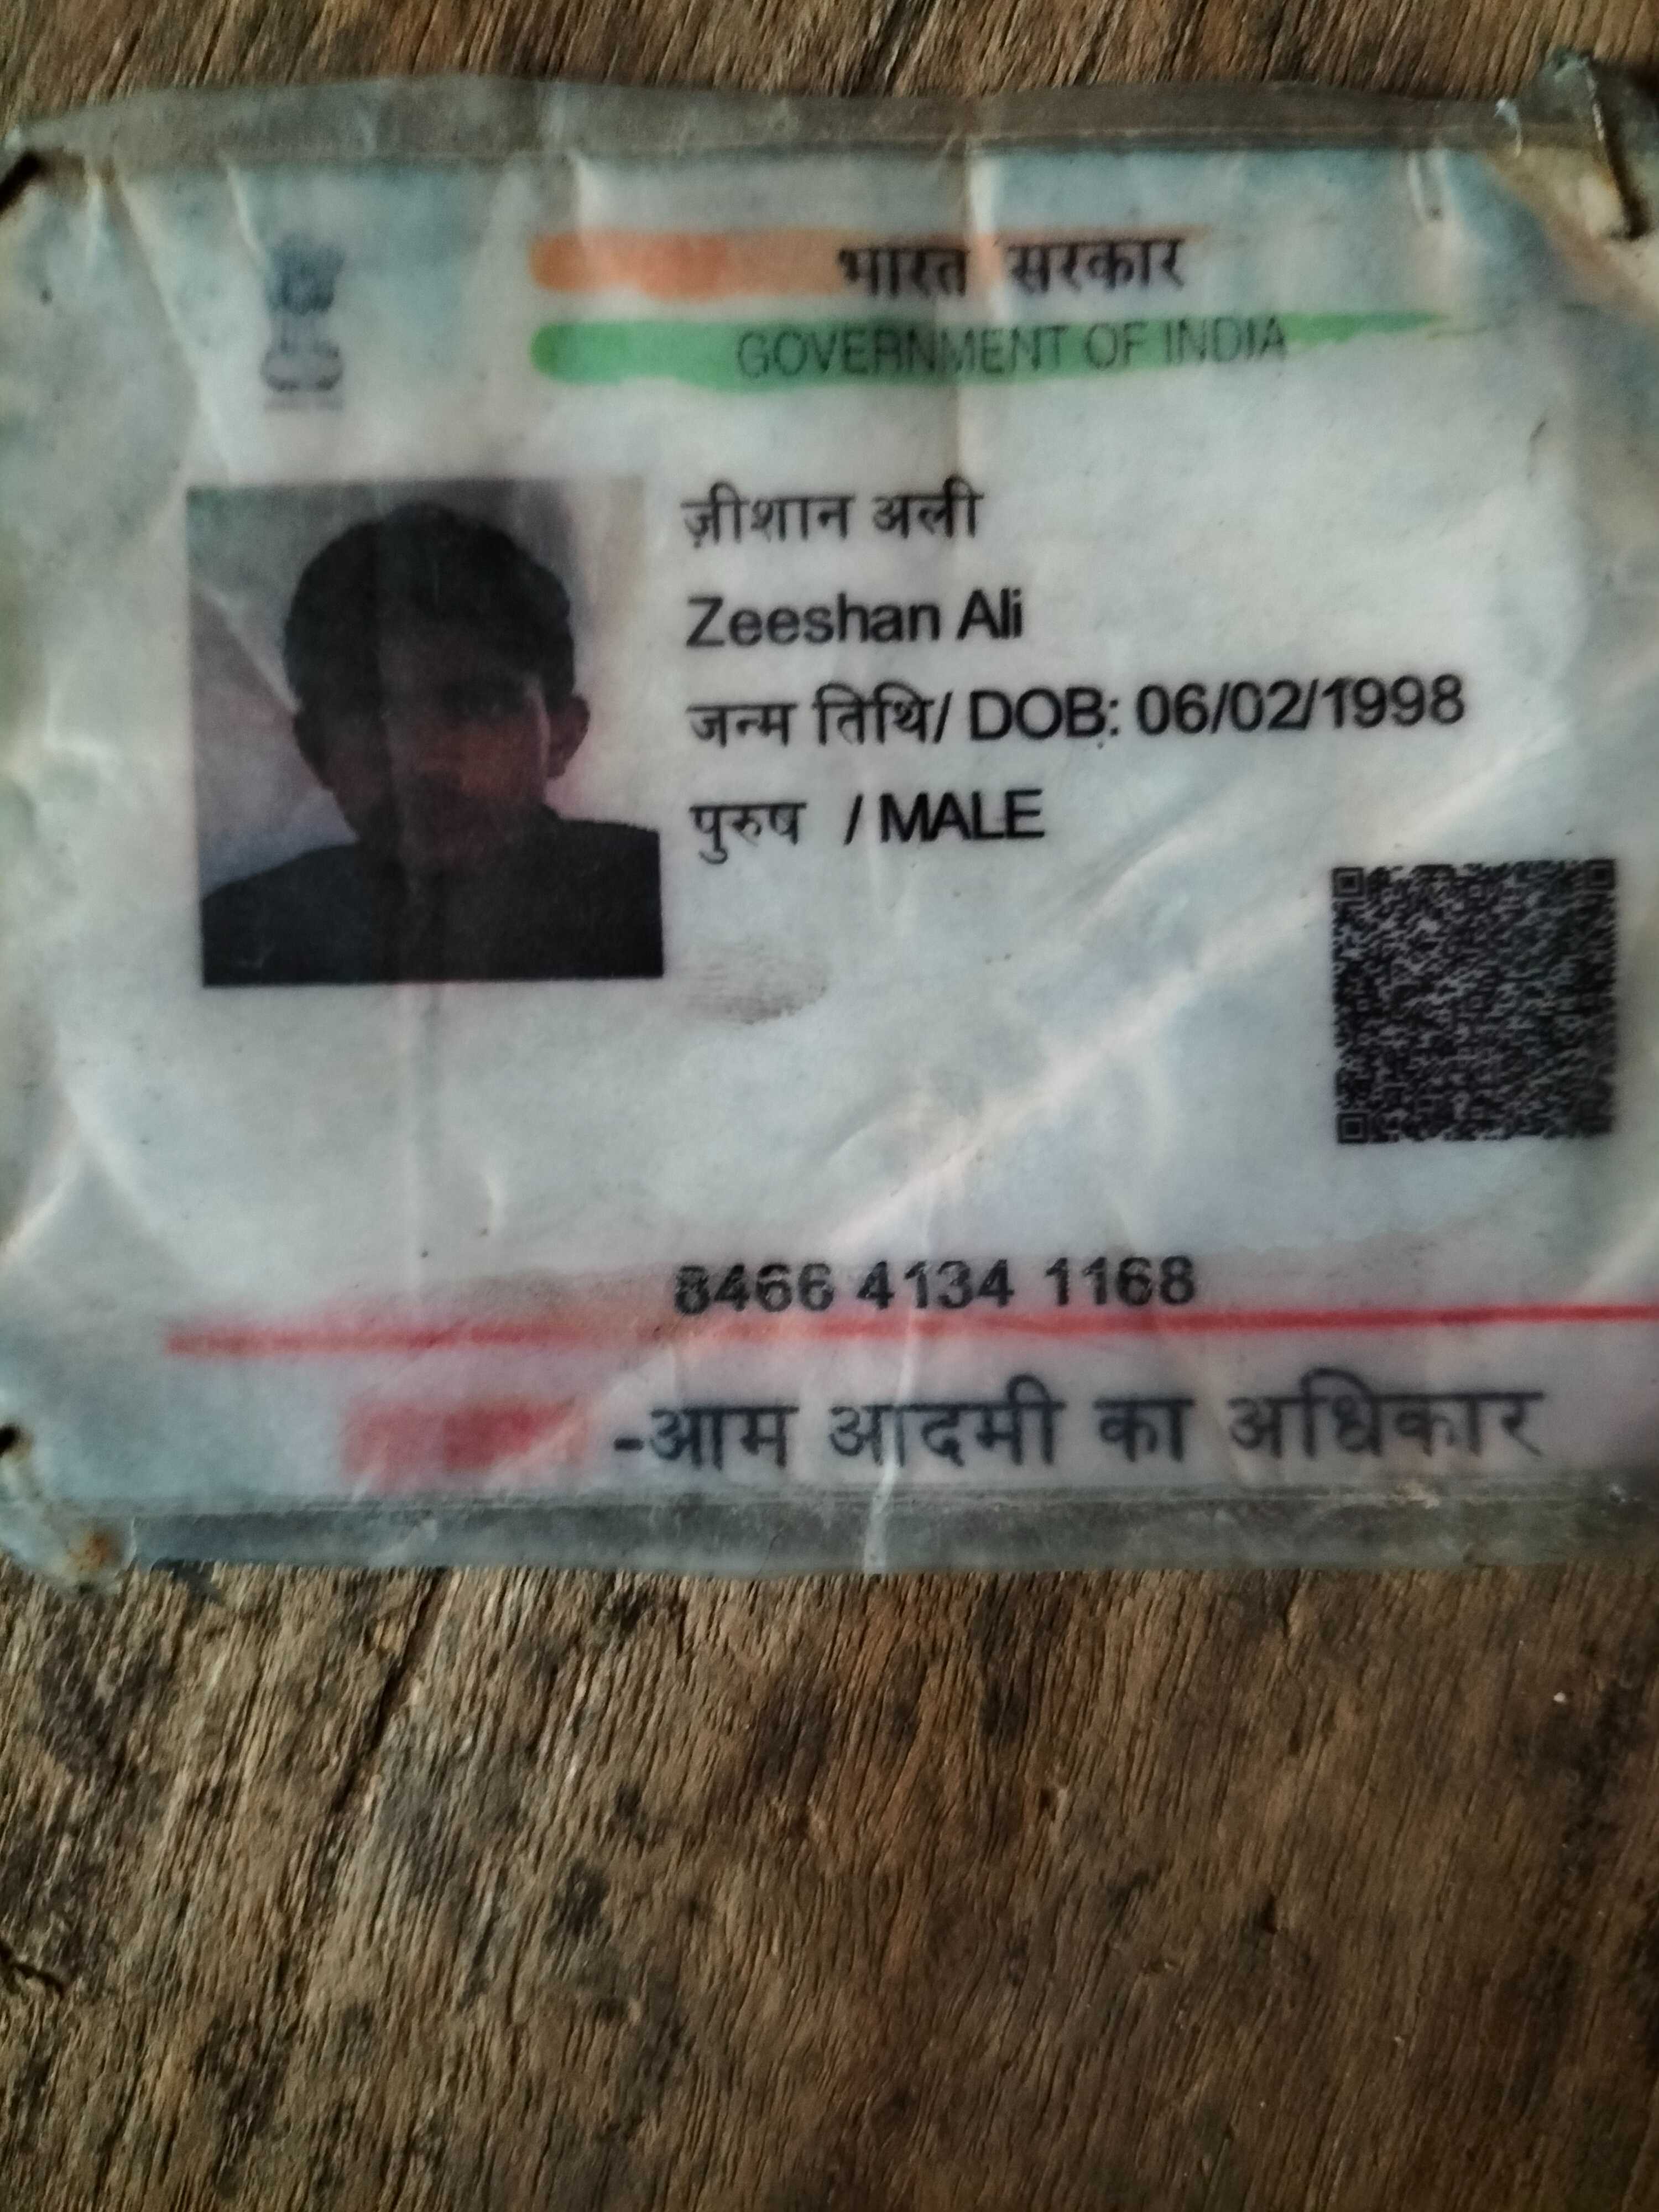 भारत सरकार
GOVERNMENT OF INDIA
ज़ीशान अली
Zeeshan Ali
जन्म तिथि/ DOB: 06/02/1998
पुरुष / MALE
8466 4134 1168
-आम आदमी का अधिकार